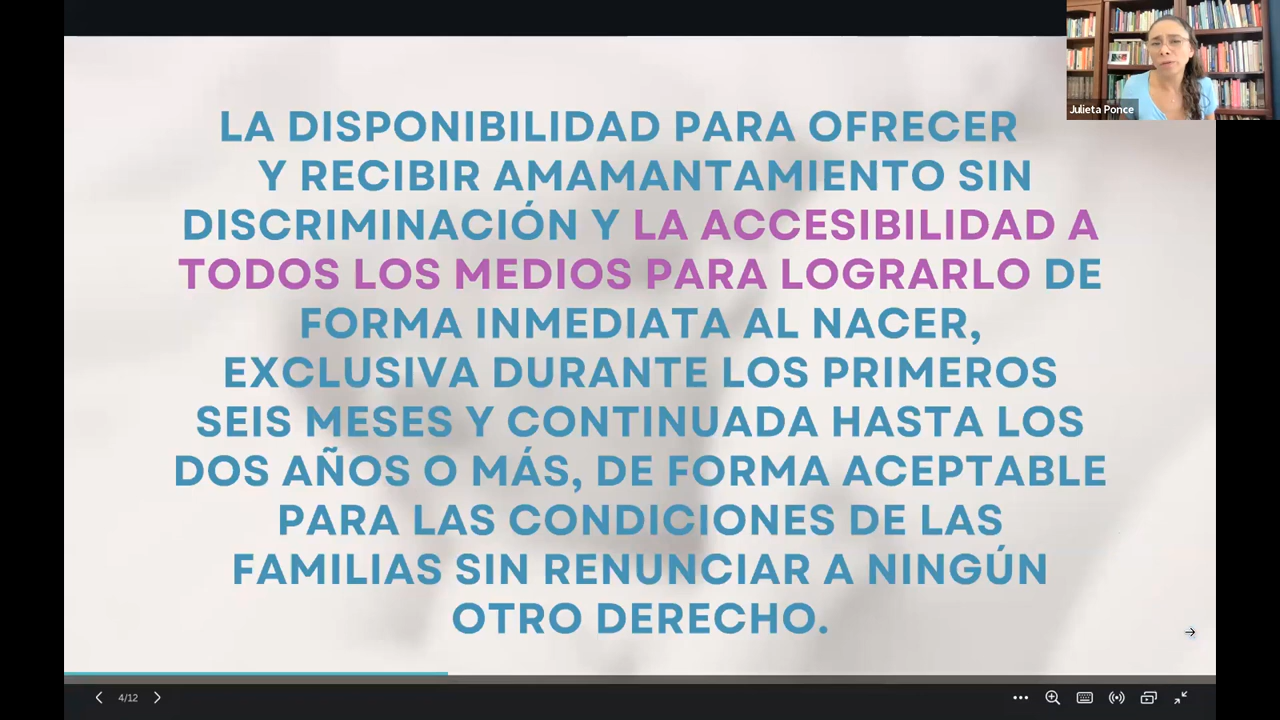 Julieta Ponce
LA DISPONIBILIDAD PARA OFRECER
Y RECIBIR AMAMANTAMIENTO SIN
DISCRIMINACIÓN Y LA ACCESIBILIDAD A
TODOS LOS MEDIOS PARA LOGRARLO DE
FORMA INMEDIATA AL NACER,
EXCLUSIVA DURANTE LOS PRIMEROS
SEIS MESES Y CONTINUADA HASTA LOS
DOS AÑOS O MÁS, DE FORMA ACEPTABLE
PARA LAS CONDICIONES DE LAS
FAMILIAS SIN RENUNCIAR A NINGÚN
OTRO DERECHO.
4/12